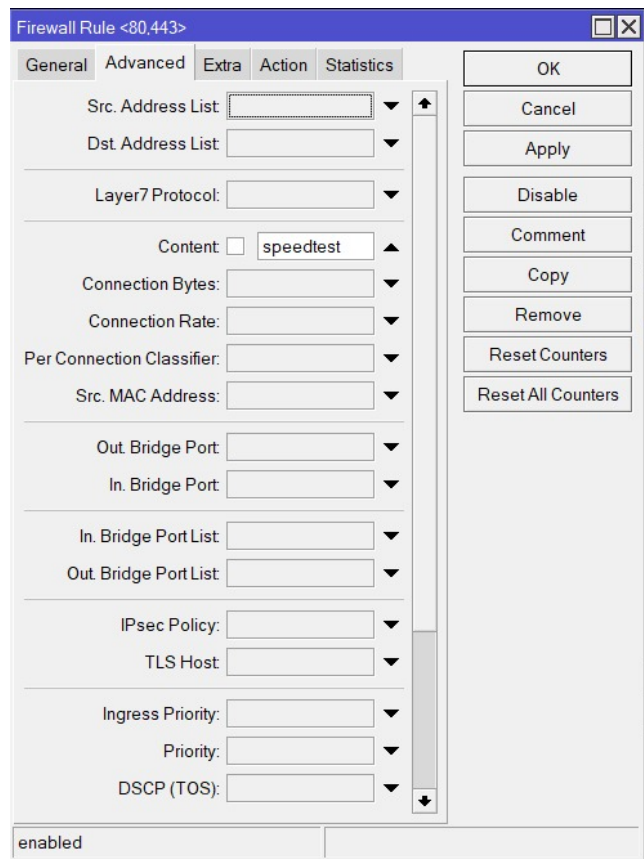 Firewall Rule <80,443>
General Advanced Extra Action Statistics
Src. Address List:
Dst. Address List:
Layer7 Protocol:
Content: speedtest
Connection Bytes:
Connection Rate:
Per Connection Classifier:
Src. MAC Address:
Out. Bridge Port:
In. Bridge Port:
In. Bridge Port List:
Out. Bridge Port List:
IPsec Policy:
TLS Host:
Ingress Priority:
Priority:
DSCP (TOS):
OK
Cancel
Apply
Disable
Comment
Copy
Remove
Reset Counters
Reset All Counters
enabled